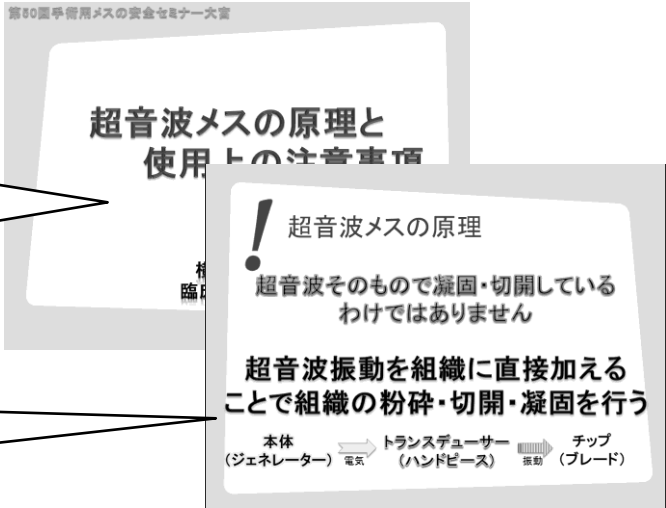 第50回手術用メスの安全セミナー大宮
超音波メスの原理と
使用上の注意事項
臨
超音波メスの原理
超音波そのもので凝固・切開している
わけではありません
超音波振動を組織に直接加える
ことで組織の粉砕・切開・凝固を行う
本体 トランスデューサー チップ
(ジェネレーター) 電気 (ハンドピース) 振動 (ブレード)